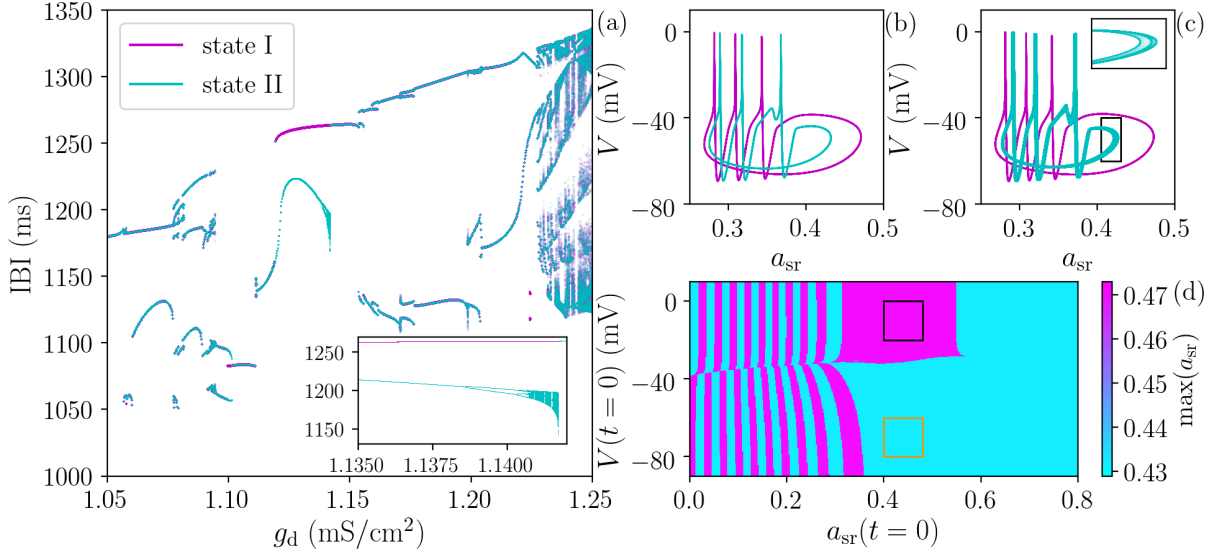 (a)
state I
state II
IBI (ms)
1350
1300
1250
1200
1150
1100
1050
1000
1.05
1.10
1.15
1.20
1.25
g_d (mS/cm²)
1250
1200
1150
1.1350
1.1375
1.1400
(b)
V (mV)
0
−40
−80
0.3
0.4
0.5
a_sr
(c)
V (mV)
0
−40
−80
0.3
0.4
0.5
a_sr
(d)
V(t = 0) (mV)
0
−40
−80
0.0
0.2
0.4
0.6
0.8
a_sr(t = 0)
0.47
0.46
0.45
0.44
0.43
max(a_sr)